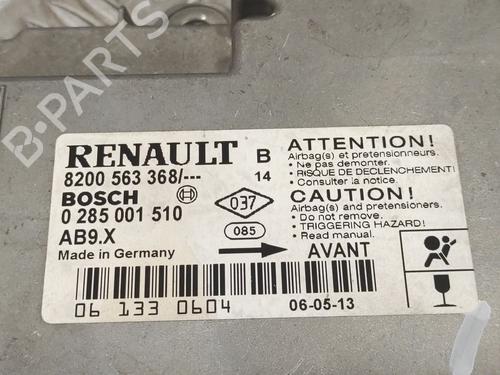 B-PARTS
RENAULT B
8200 563 368/--- 14
BOSCH
0 285 001 510
AB9.X
Made in Germany
037
085
AVANT
ATTENTION!
Airbag(s) et pretensionneurs.
• Ne pas demonter.
• RISQUE DE DECLENCHEMENT!
• Consulter la notice.
CAUTION!
Airbag(s) and pretensioners.
• Do not remove.
• TRIGGERING HAZARD!
• Read manual.
06 133 0604
06-05-13